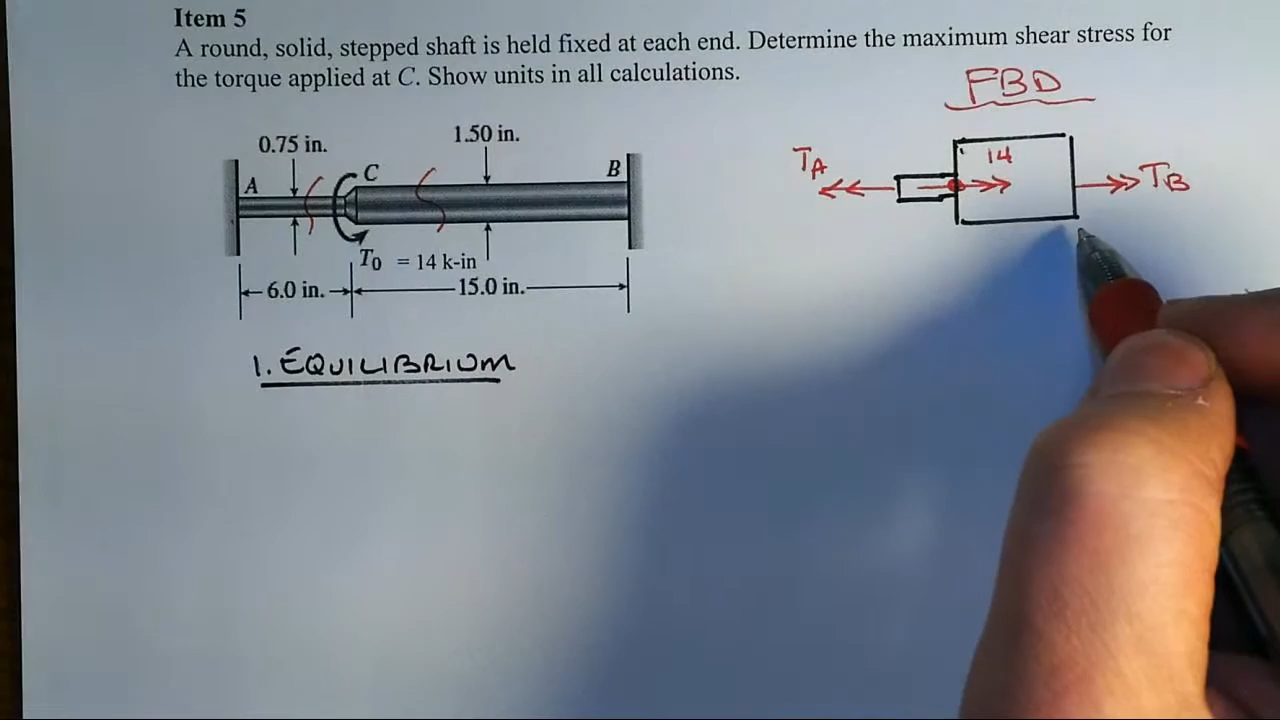 Item 5
A round, solid, stepped shaft is held fixed at each end. Determine the maximum shear stress for
the torque applied at C. Show units in all calculations.
FBD
0.75 in.
1.50 in.
A
C
B
T0 = 14 k-in
6.0 in.
15.0 in.
TA
14
TB
1. EQUILIBRIUM